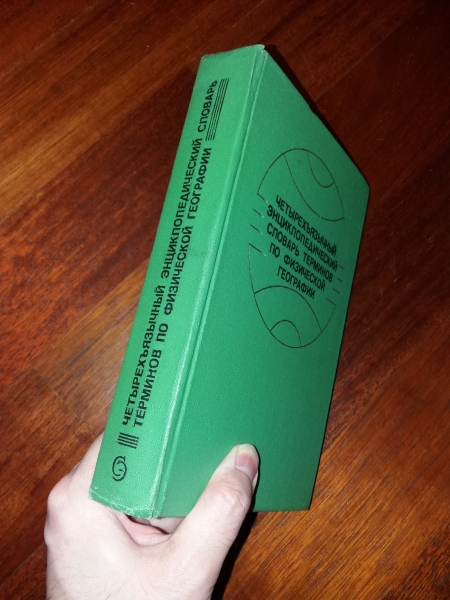 ЧЕТЫРЕХЪЯЗЫЧНЫЙ ЭНЦИКЛОПЕДИЧЕСКИЙ СЛОВАРЬ
ТЕРМИНОВ ПО ФИЗИЧЕСКОЙ ГЕОГРАФИИ
ЧЕТЫРЕХЪЯЗЫЧНЫЙ
ЭНЦИКЛОПЕДИЧЕСКИЙ
СЛОВАРЬ ТЕРМИНОВ
ПО ФИЗИЧЕСКОЙ
ГЕОГРАФИИ